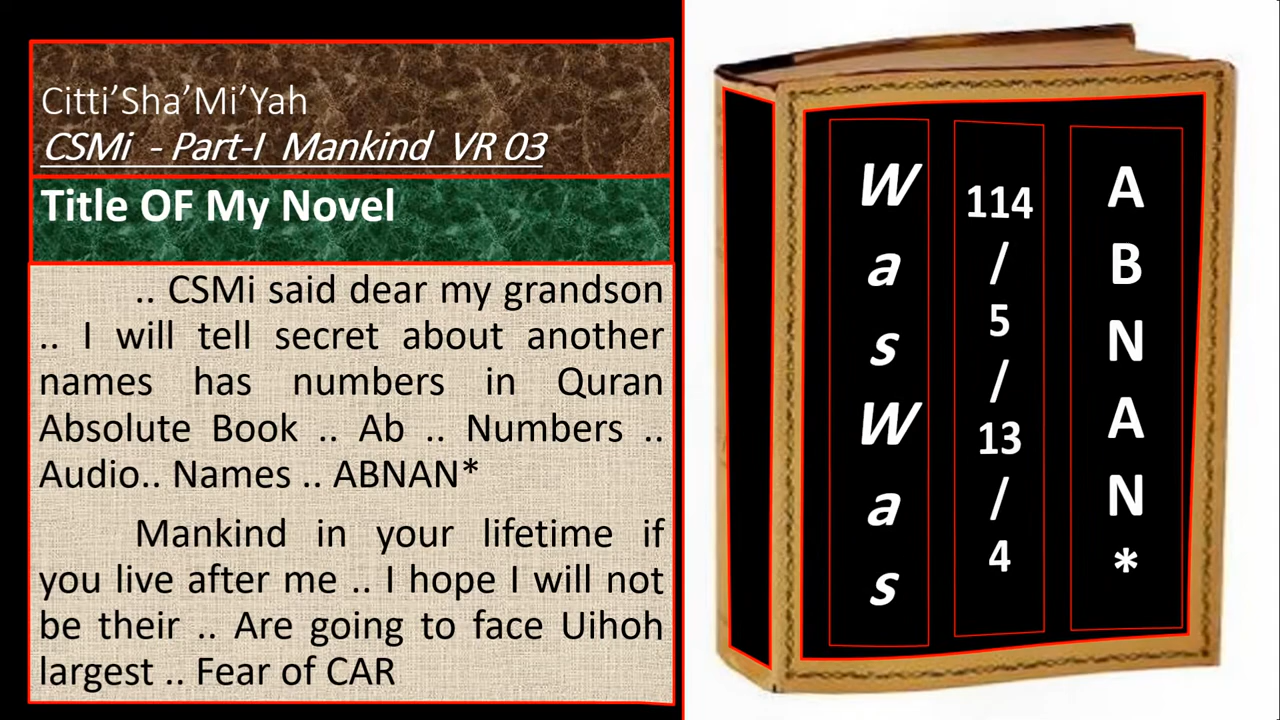 Citti’Sha’Mi’Yah
CSMi - Part-I Mankind VR 03
Title OF My Novel
.. CSMi said dear my grandson
.. I will tell secret about another
names has numbers in Quran
Absolute Book .. Ab .. Numbers ..
Audio.. Names .. ABNAN*
Mankind in your lifetime if
you live after me .. I hope I will not
be their .. Are going to face Uihoh
largest .. Fear of CAR
W
a
s
W
a
s
114
/
5
/
13
/
4
A
B
N
A
N
*